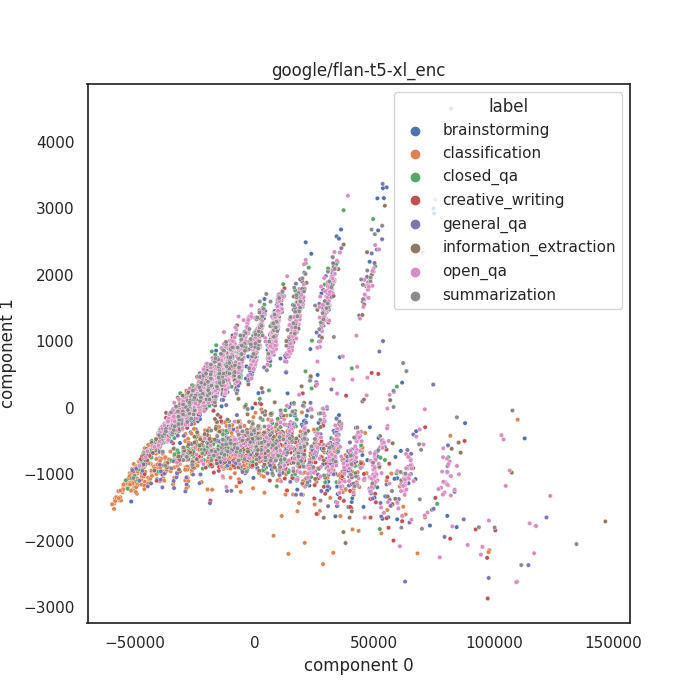 google/flan-t5-xl_enc
label
brainstorming
classification
closed_qa
creative_writing
general_qa
information_extraction
open_qa
summarization
component 1
4000
3000
2000
1000
0
−1000
−2000
−3000
−50000 0 50000 100000 150000
component 0